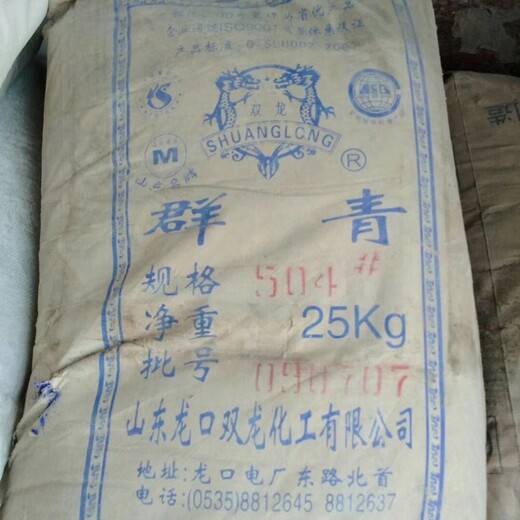 双龙
SHUANGLONG
®
M
群青
规格 504#
净重 25Kg
批号 090707
山东龙口双龙化工有限公司
地址:龙口电厂东路北首
电话:(0535)8812645 8812637